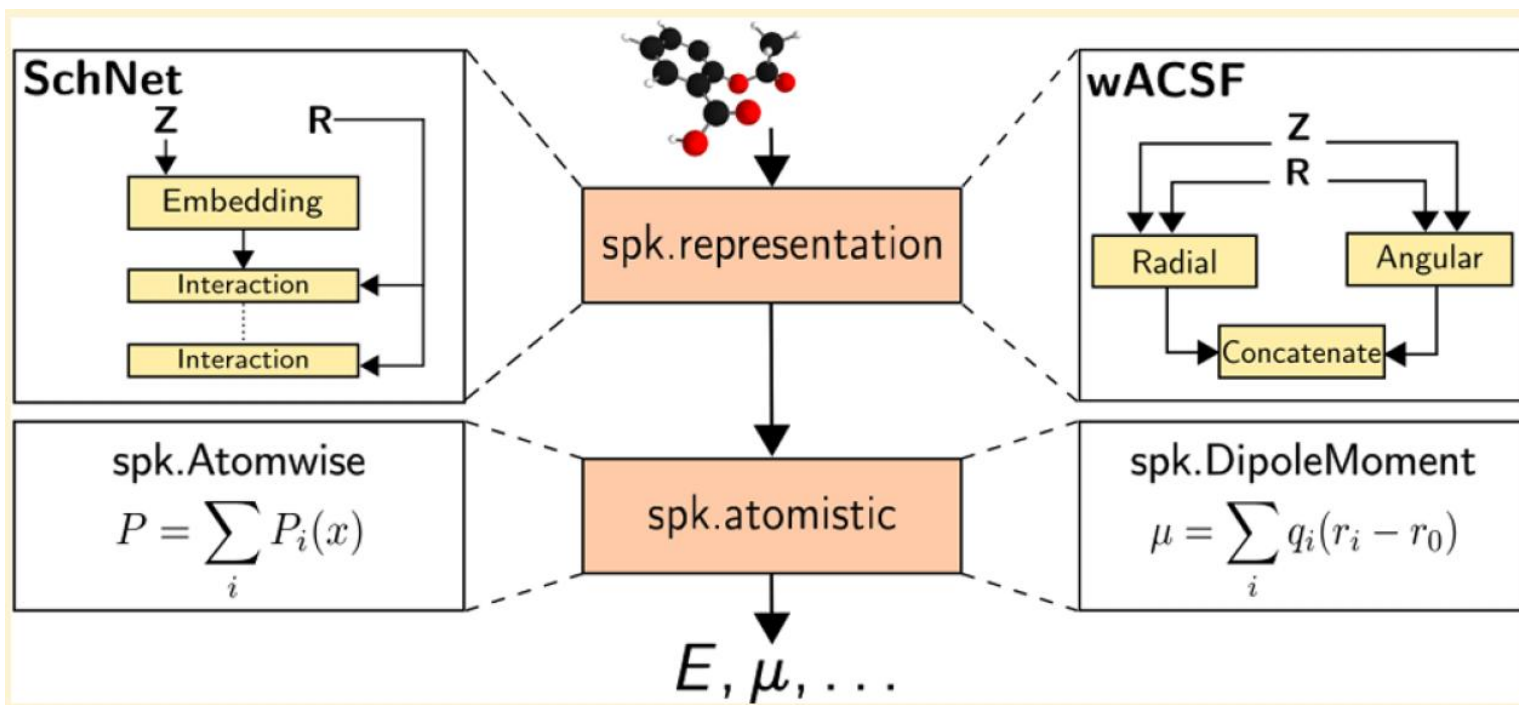 SchNet
Z
R
Embedding
Interaction
Interaction
spk.representation
wACSF
Z
R
Radial
Angular
Concatenate
spk.Atomwise
P = ∑ P_i(x)
i
spk.atomistic
spk.DipoleMoment
μ = ∑ q_i(r_i − r_0)
i
E, μ, ...